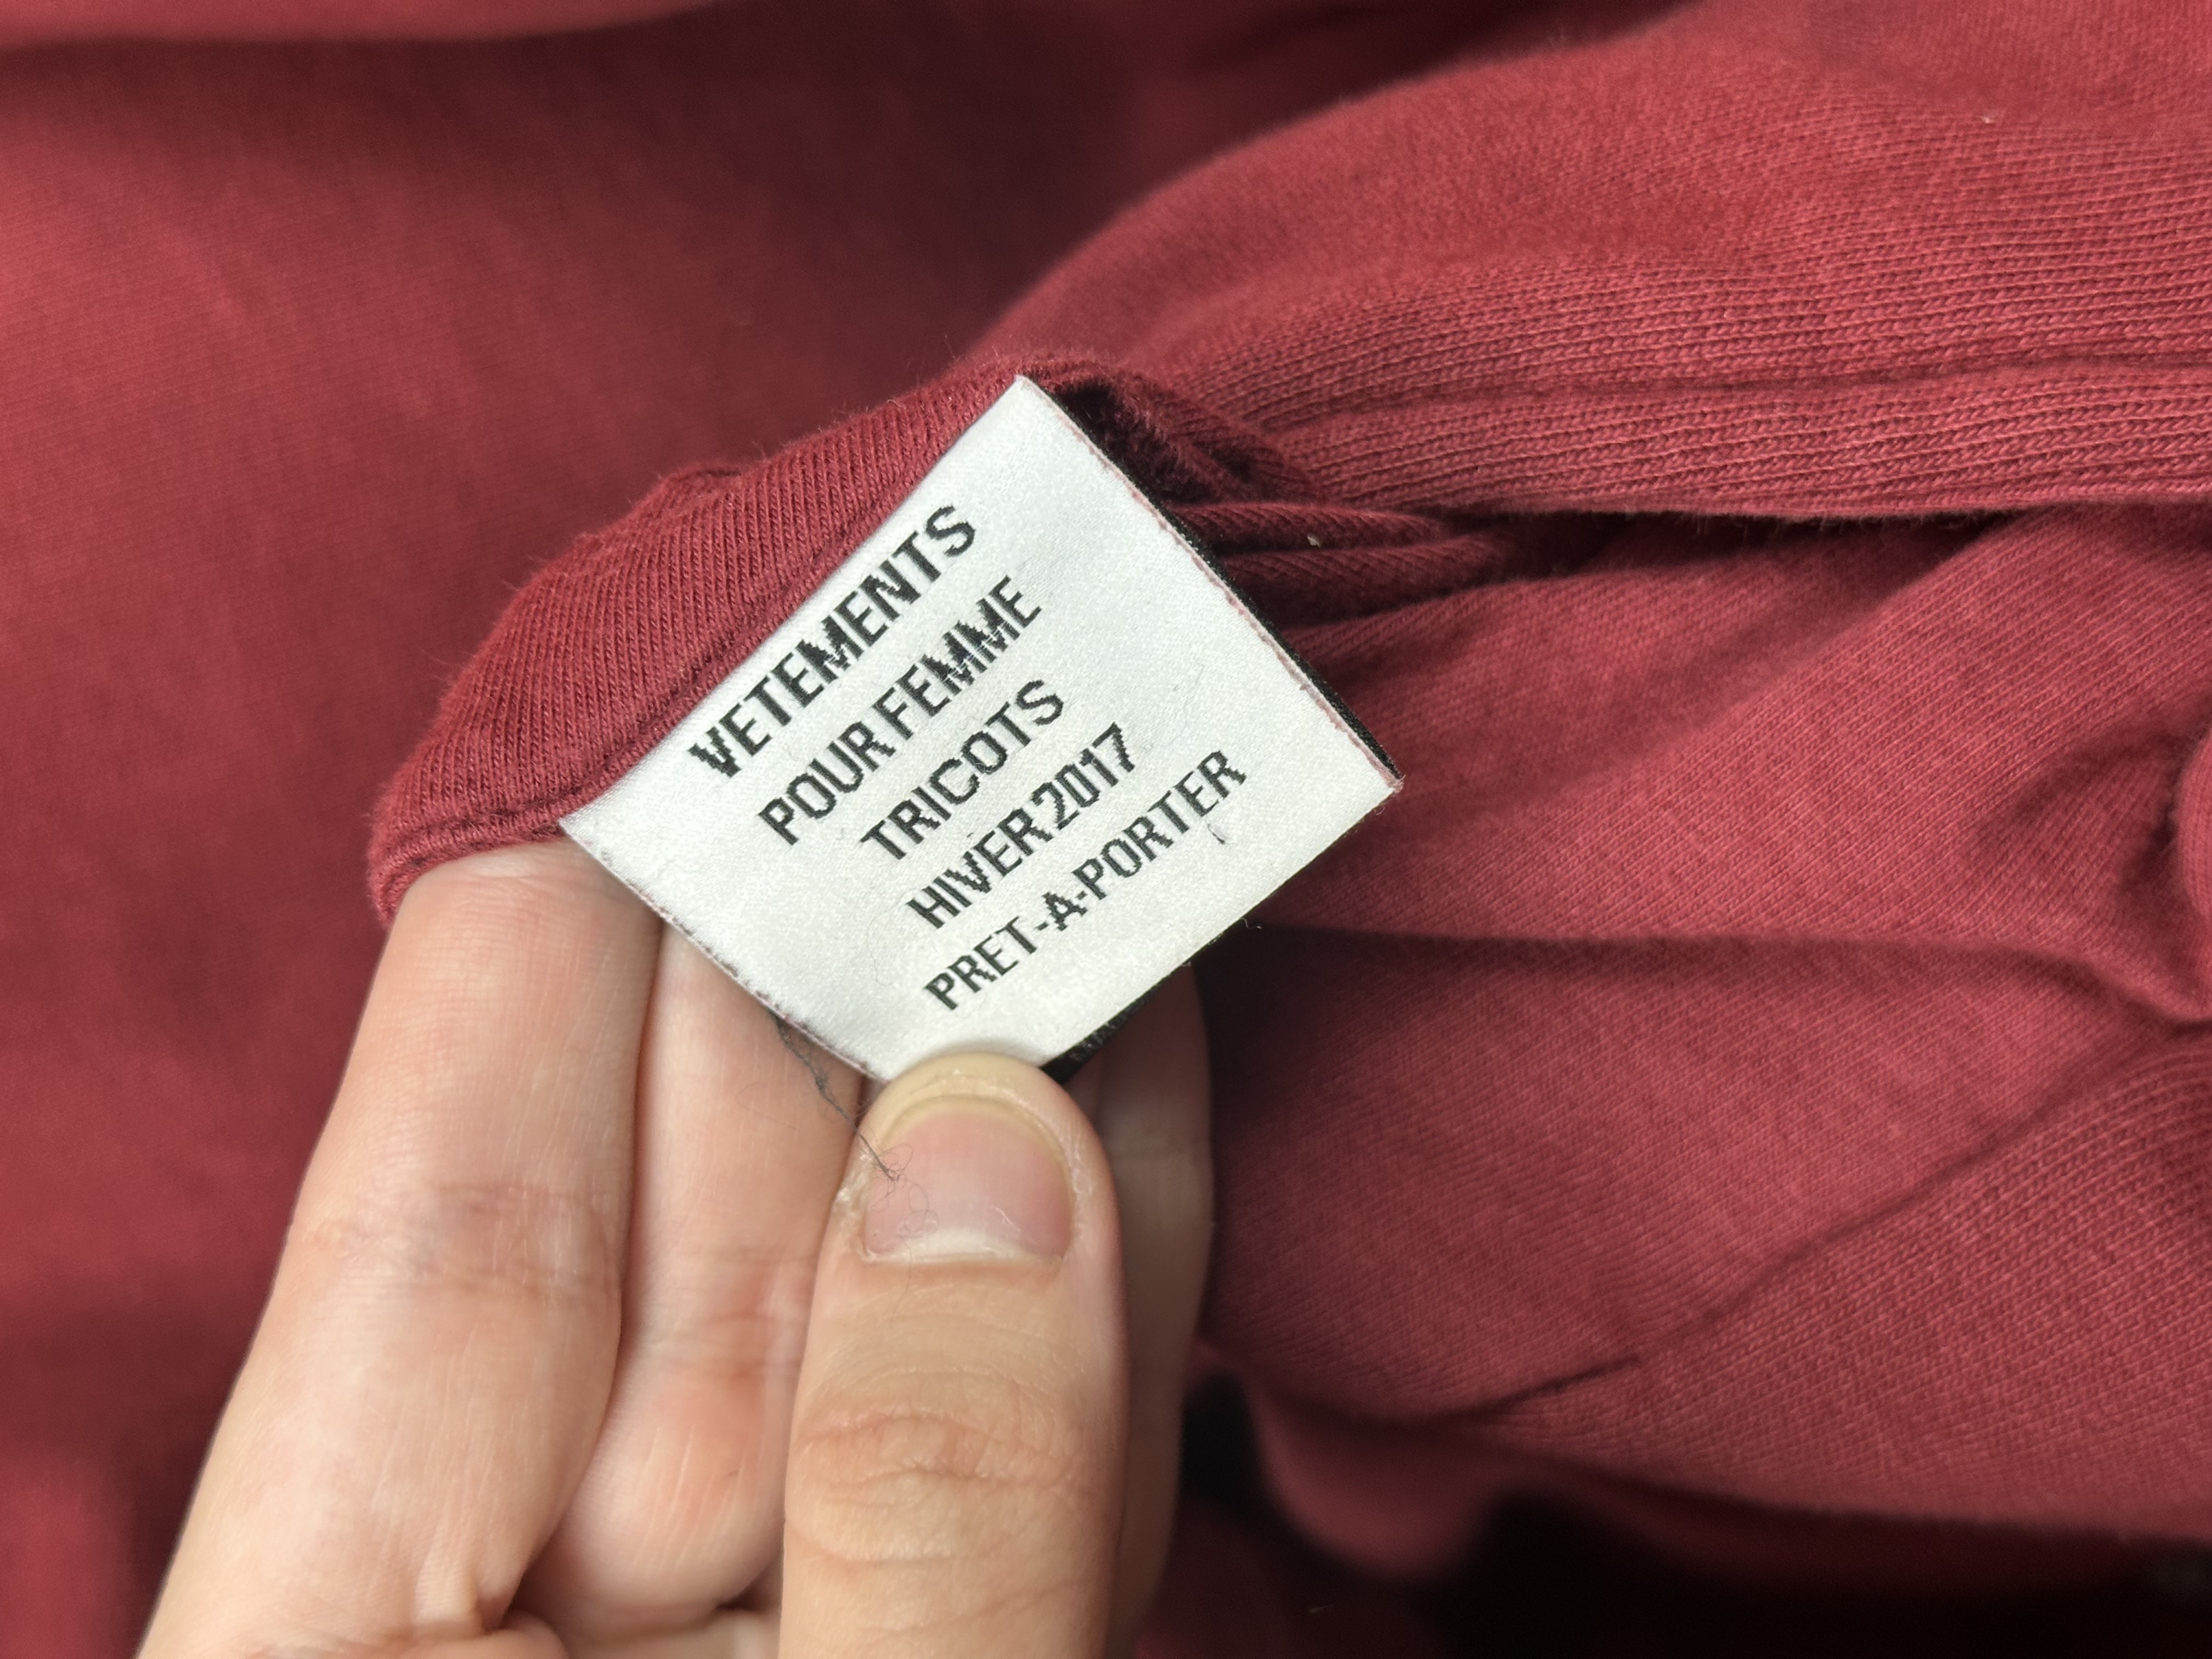 VETEMENTS
POUR FEMME
TRICOTS
HIVER 2017
PRET-A-PORTER